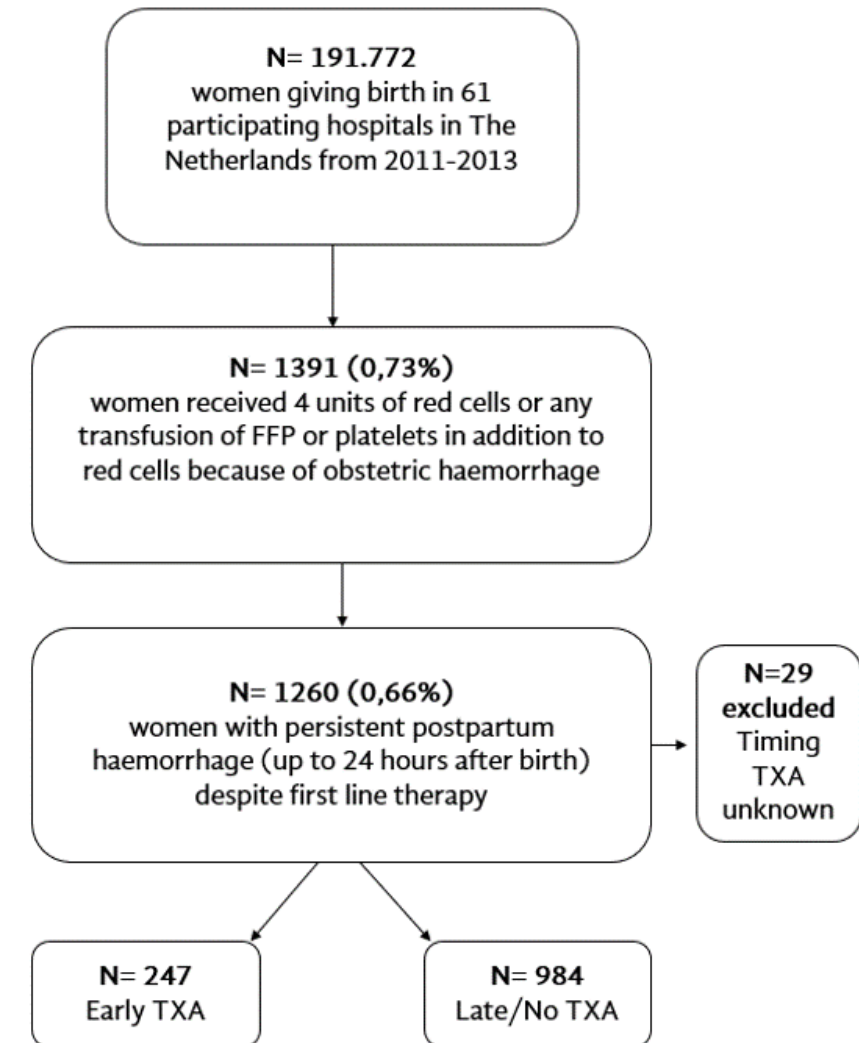 N= 191.772
women giving birth in 61
participating hospitals in The
Netherlands from 2011-2013
N= 1391 (0,73%)
women received 4 units of red cells or any
transfusion of FFP or platelets in addition to
red cells because of obstetric haemorrhage
N= 1260 (0,66%)
women with persistent postpartum
haemorrhage (up to 24 hours after birth)
despite first line therapy
N=29
excluded
Timing
TXA
unknown
N= 247
Early TXA
N= 984
Late/No TXA